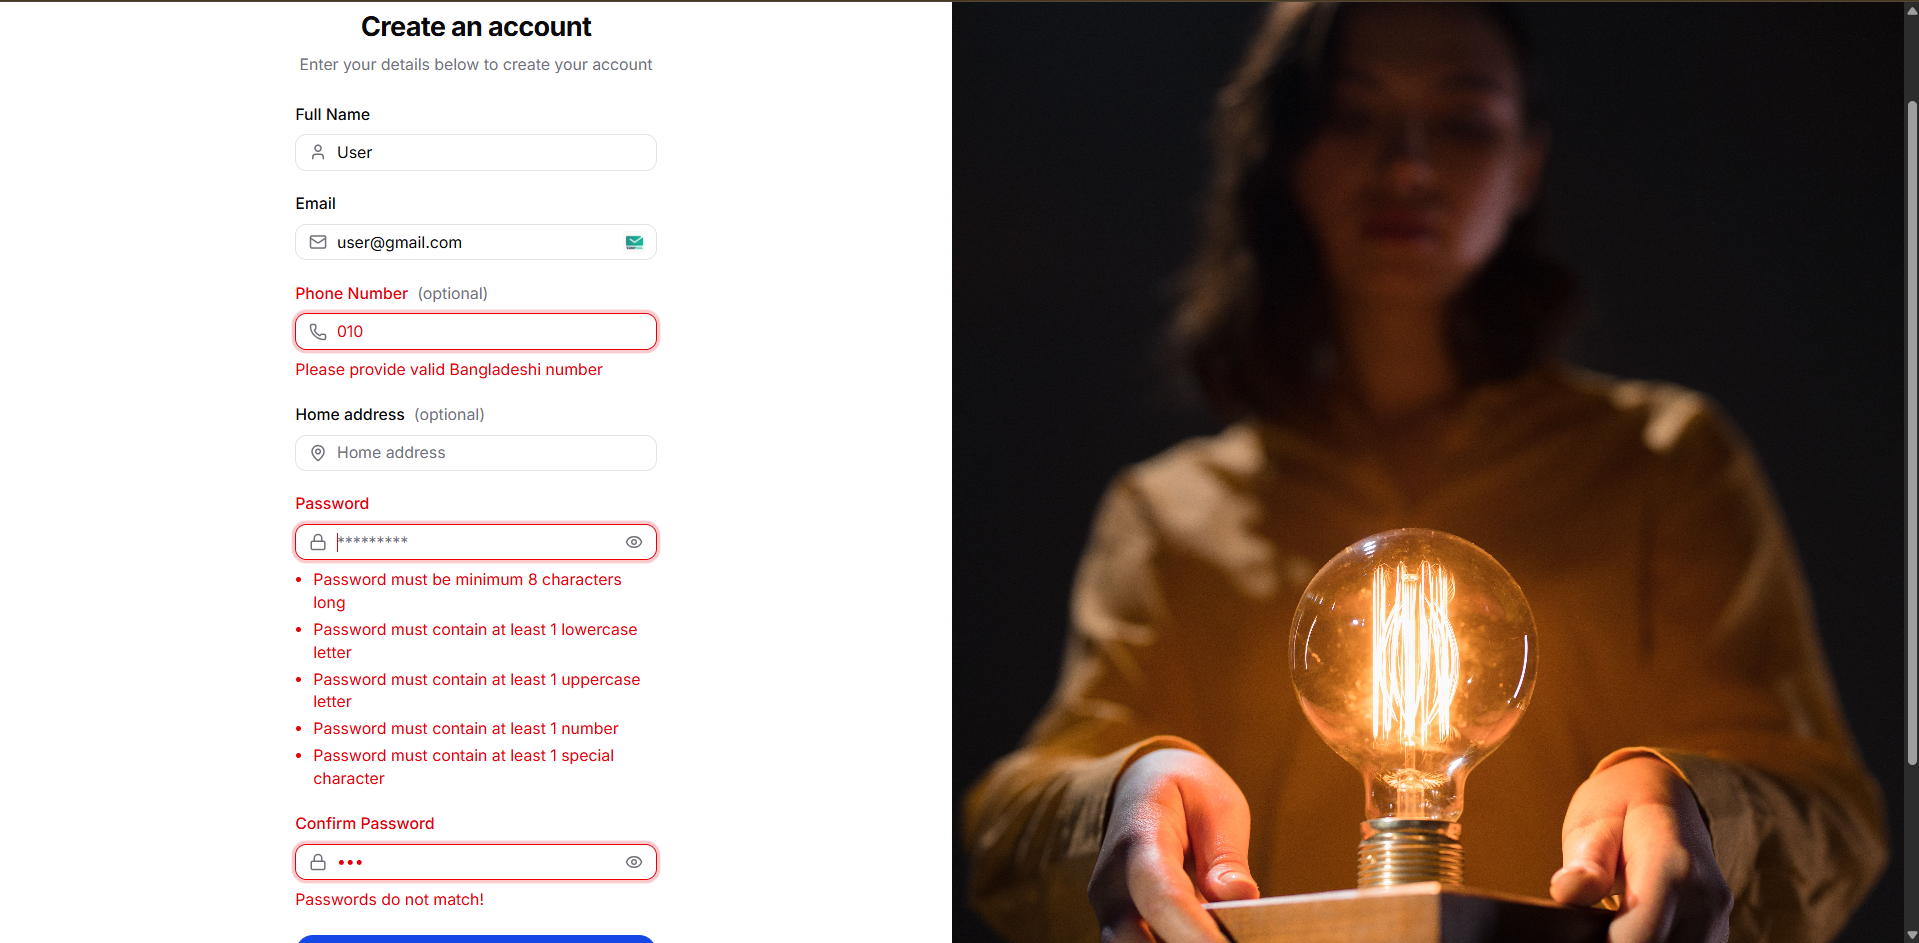 Create an account
Enter your details below to create your account
Full Name
User
Email
user@gmail.com
Phone Number (optional)
010
Please provide valid Bangladeshi number
Home address (optional)
Home address
Password
*********
• Password must be minimum 8 characters
long
• Password must contain at least 1 lowercase
letter
• Password must contain at least 1 uppercase
letter
• Password must contain at least 1 number
• Password must contain at least 1 special
character
Confirm Password
•••
Passwords do not match!